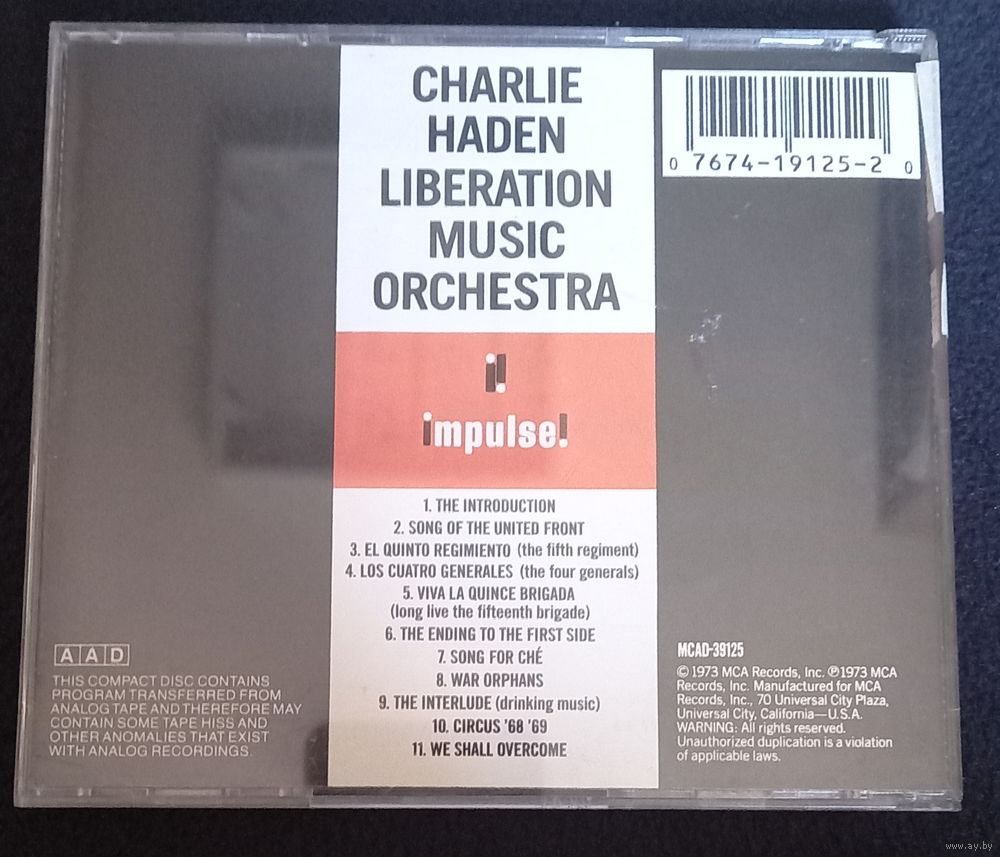 CHARLIE
HADEN
LIBERATION
MUSIC
ORCHESTRA
0 7674-19125-2 0
i!
impulse!
1. THE INTRODUCTION
2. SONG OF THE UNITED FRONT
3. EL QUINTO REGIMIENTO (the fifth regiment)
4. LOS CUATRO GENERALES (the four generals)
5. VIVA LA QUINCE BRIGADA
(long live the fifteenth brigade)
6. THE ENDING TO THE FIRST SIDE
7. SONG FOR CHÉ
8. WAR ORPHANS
9. THE INTERLUDE (drinking music)
10. CIRCUS '68 '69
11. WE SHALL OVERCOME
AAD
THIS COMPACT DISC CONTAINS
PROGRAM TRANSFERRED FROM
ANALOG TAPE AND THEREFORE MAY
CONTAIN SOME TAPE HISS AND
OTHER ANOMALIES THAT EXIST
WITH ANALOG RECORDINGS.
MCAD-39125
© 1973 MCA Records, Inc. ℗1973 MCA
Records, Inc. Manufactured for MCA
Records, Inc., 70 Universal City Plaza,
Universal City, California—U.S.A.
WARNING: All rights reserved.
Unauthorized duplication is a violation
of applicable laws.
www.ay.by